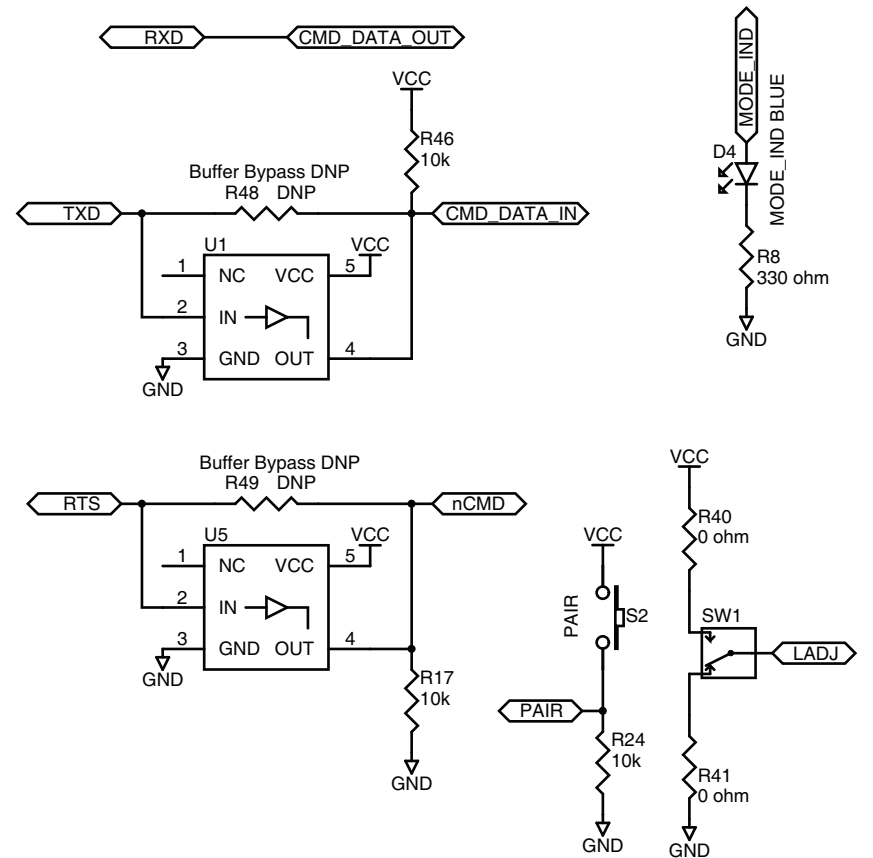 RXD CMD_DATA_OUT
VCC
R46
10k
Buffer Bypass DNP
R48 DNP
TXD
CMD_DATA_IN
U1
VCC
1 NC VCC 5
2 IN
3 GND OUT 4
GND
MODE_IND
D4
MODE_IND BLUE
R8
330 ohm
GND
Buffer Bypass DNP
R49 DNP
RTS
nCMD
U5
VCC
1 NC VCC 5
2 IN
3 GND OUT 4
GND
R17
10k
GND
VCC
PAIR
S2
PAIR
R24
10k
GND
VCC
R40
0 ohm
SW1
LADJ
R41
0 ohm
GND